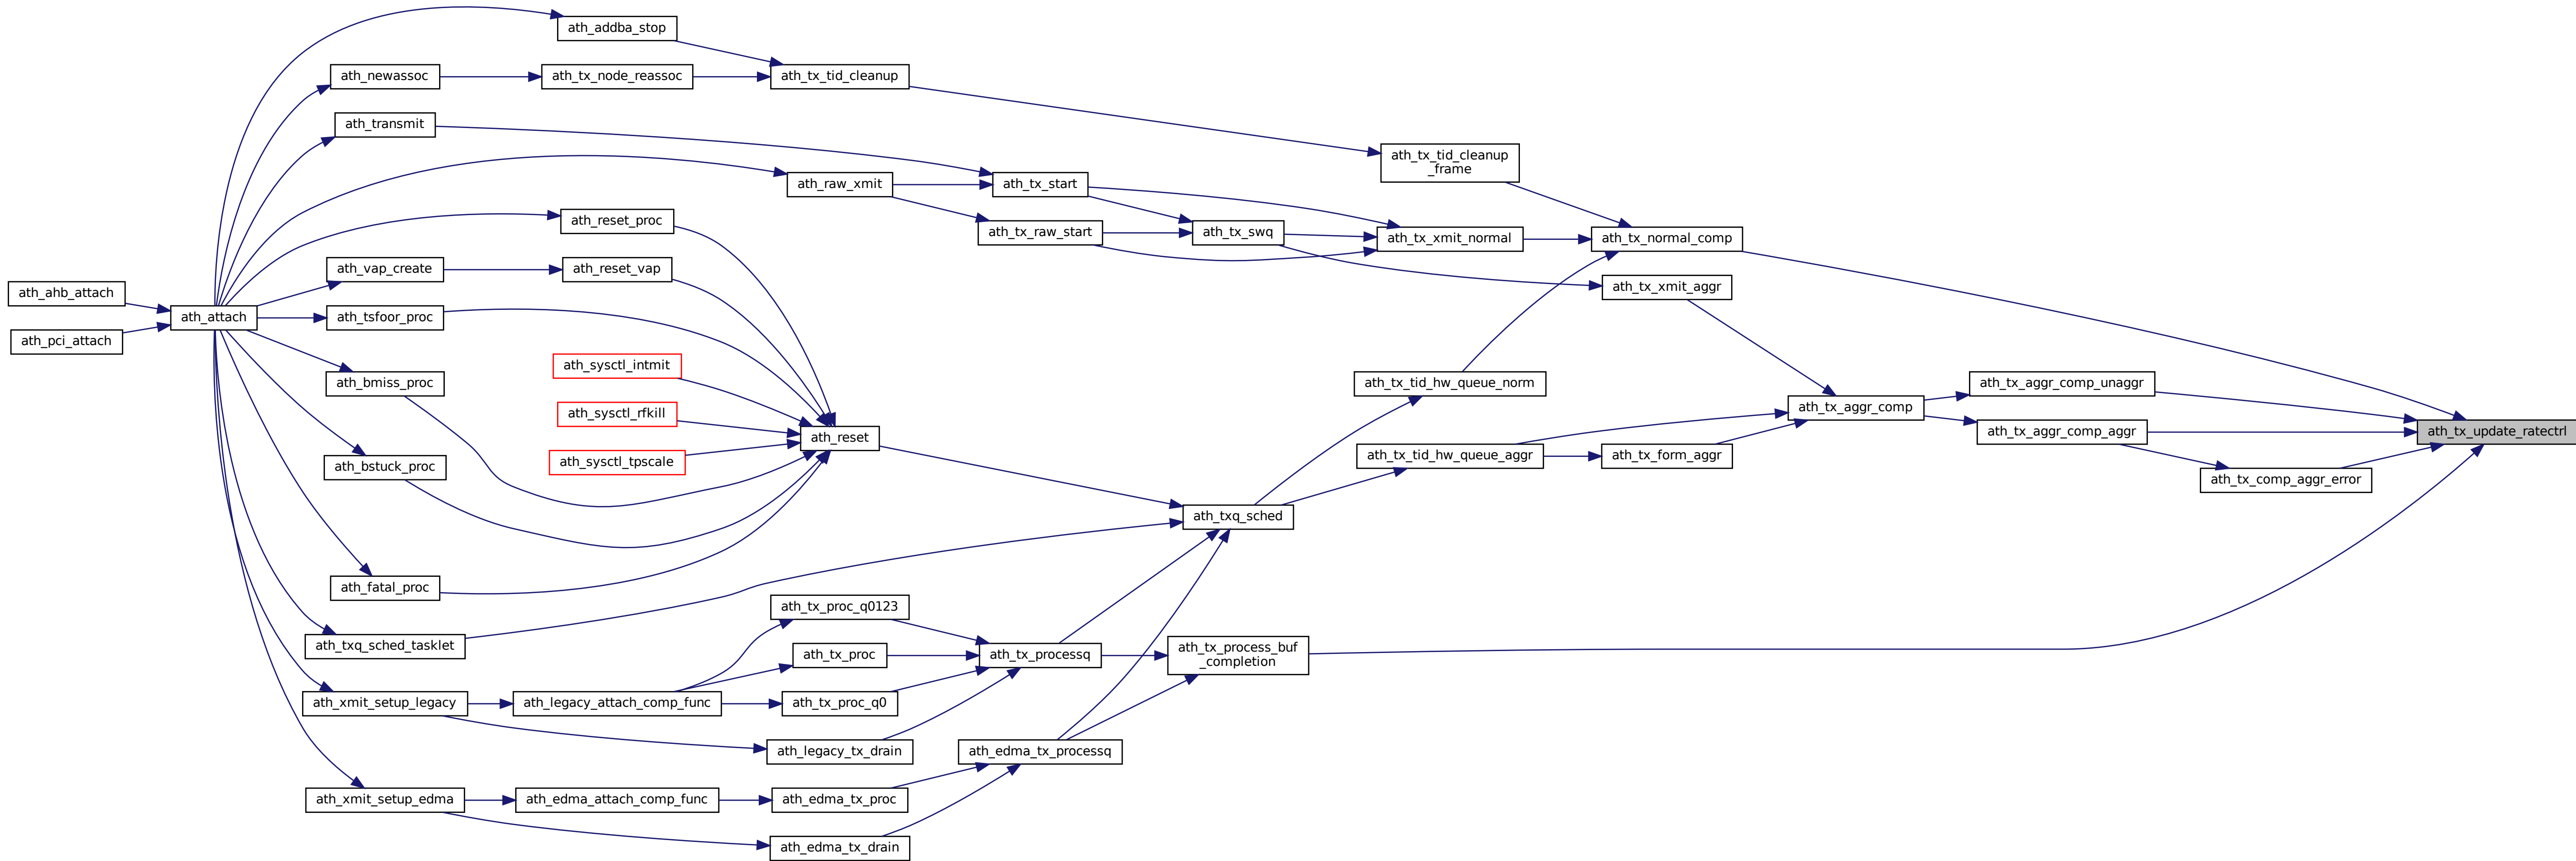 ath_addba_stop
ath_newassoc
ath_tx_node_reassoc
ath_tx_tid_cleanup
ath_transmit
ath_tx_tid_cleanup
_frame
ath_raw_xmit
ath_tx_start
ath_reset_proc
ath_tx_raw_start
ath_tx_swq
ath_tx_xmit_normal
ath_tx_normal_comp
ath_vap_create
ath_reset_vap
ath_ahb_attach
ath_tx_xmit_aggr
ath_attach
ath_tsfoor_proc
ath_pci_attach
ath_sysctl_intmit
ath_bmiss_proc
ath_tx_tid_hw_queue_norm
ath_tx_aggr_comp_unaggr
ath_sysctl_rfkill
ath_tx_aggr_comp
ath_reset
ath_tx_aggr_comp_aggr
ath_tx_update_ratectrl
ath_bstuck_proc
ath_sysctl_tpscale
ath_tx_tid_hw_queue_aggr
ath_tx_form_aggr
ath_tx_comp_aggr_error
ath_txq_sched
ath_fatal_proc
ath_tx_proc_q0123
ath_txq_sched_tasklet
ath_tx_proc
ath_tx_processq
ath_tx_process_buf
_completion
ath_xmit_setup_legacy
ath_legacy_attach_comp_func
ath_tx_proc_q0
ath_legacy_tx_drain
ath_edma_tx_processq
ath_xmit_setup_edma
ath_edma_attach_comp_func
ath_edma_tx_proc
ath_edma_tx_drain